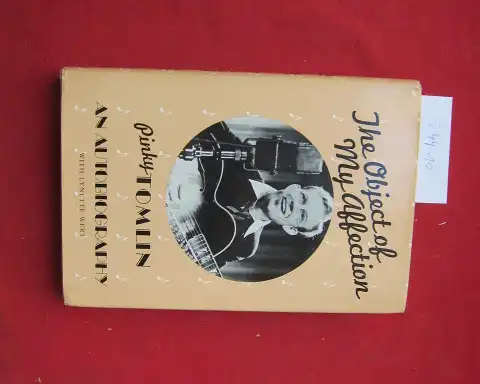 The Object of
My Affection
Pinky TOMLIN
AN AUTOBIOGRAPHY
WITH LYNETTE WERT